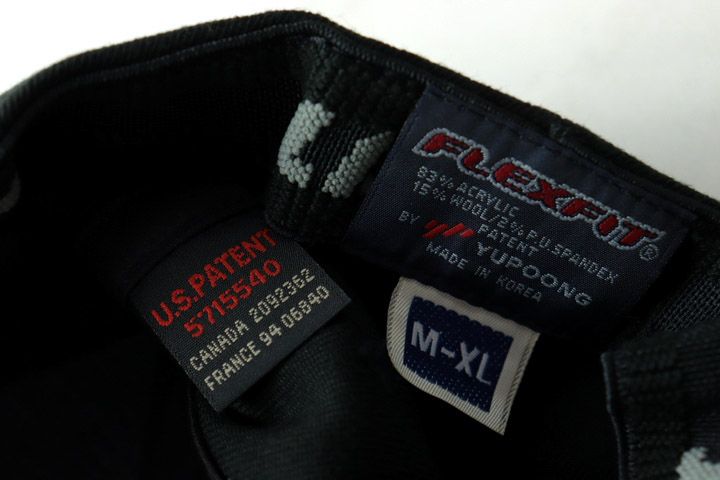 FLEXFIT®
83% ACRYLIC
15% WOOL/2% P.U. SPANDEX
PATENT
BY YUPOONG
MADE IN KOREA
U.S.PATENT
5715540
CANADA 2092362
FRANCE 94 06840
M-XL